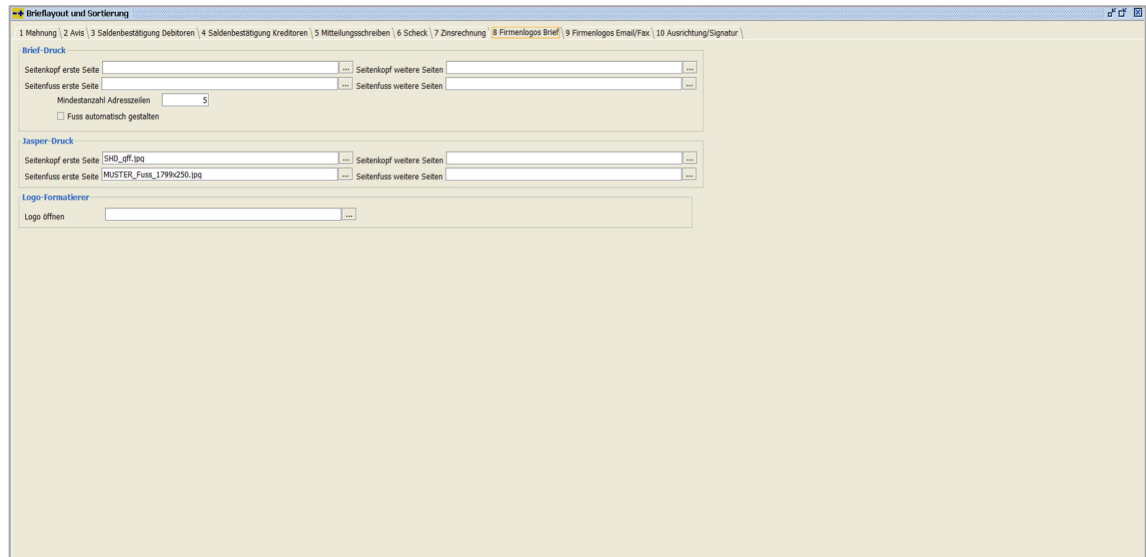 Brieflayout und Sortierung
1 Mahnung \ 2 Avis \ 3 Saldenbestätigung Debitoren \ 4 Saldenbestätigung Kreditoren \ 5 Mitteilungsschreiben \ 6 Scheck \ 7 Zinsrechnung \ 8 Firmenlogos Brief \ 9 Firmenlogos Email/Fax \ 10 Ausrichtung/Signatur \
Brief-Druck
Seitenkopf erste Seite ... Seitenkopf weitere Seiten ...
Seitenfuss erste Seite ... Seitenfuss weitere Seiten ...
Mindestanzahl Adresszeilen 5
Fuss automatisch gestalten
Jasper-Druck
Seitenkopf erste Seite SHD_qff.jpg ... Seitenkopf weitere Seiten ...
Seitenfuss erste Seite MUSTER_Fuss_1799x250.jpg ... Seitenfuss weitere Seiten ...
Logo-Formatierer
Logo öffnen ...